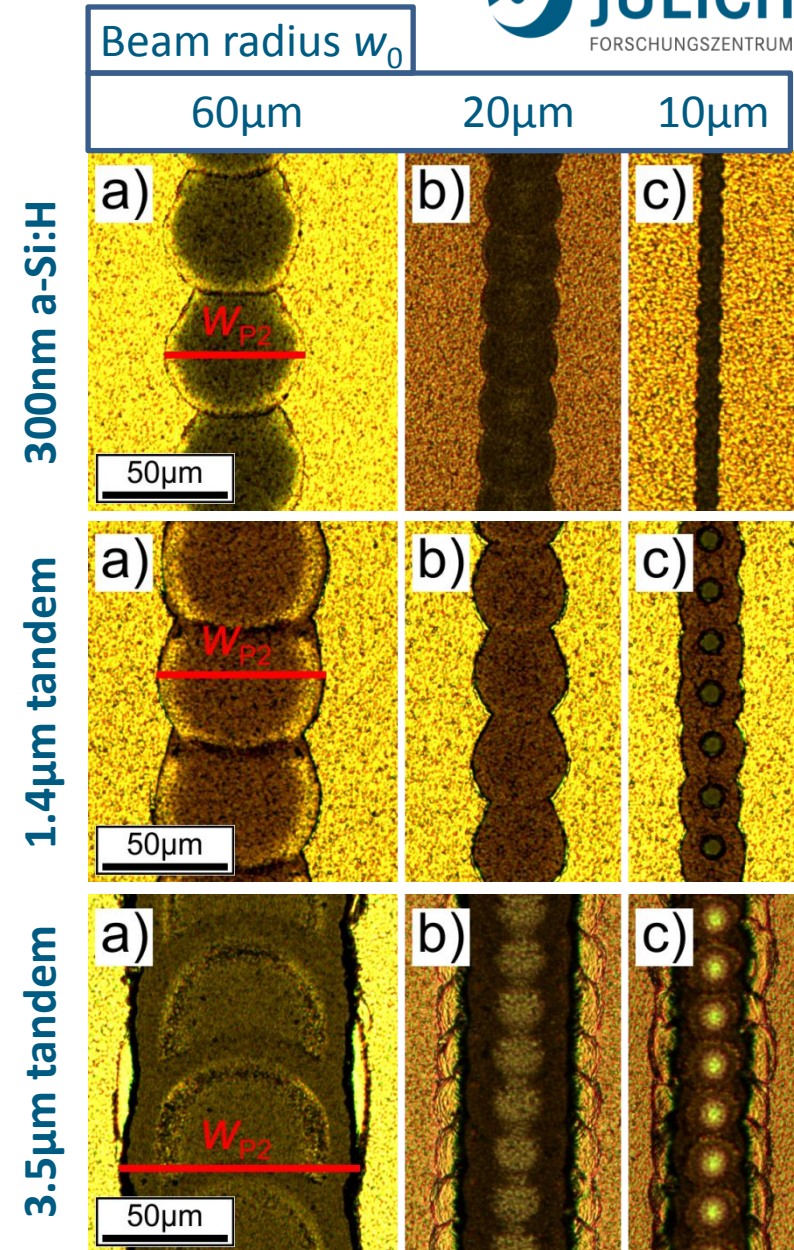 JÜLICH
FORSCHUNGSZENTRUM
Beam radius w₀
60µm 20µm 10µm
300nm a-Si:H
a) b) c)
WP2
50µm
1.4µm tandem
a) b) c)
WP2
50µm
3.5µm tandem
a) b) c)
WP2
50µm